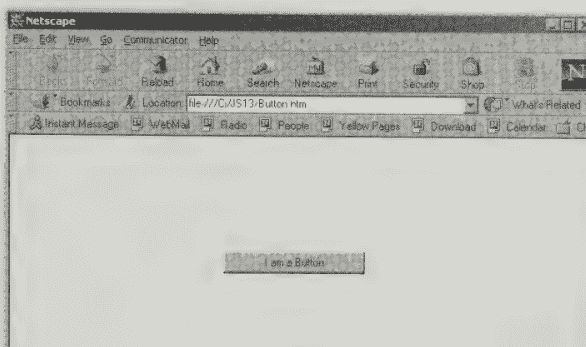 Netscape
File Edit View Go Communicator Help
Back Forward Reload Home Search Netscape Print Security Shop Stop N
Bookmarks Location: file:///C|/JS13/Button.htm What's Related
Instant Message WebMail Radio People Yellow Pages Download Calendar
I am a Button